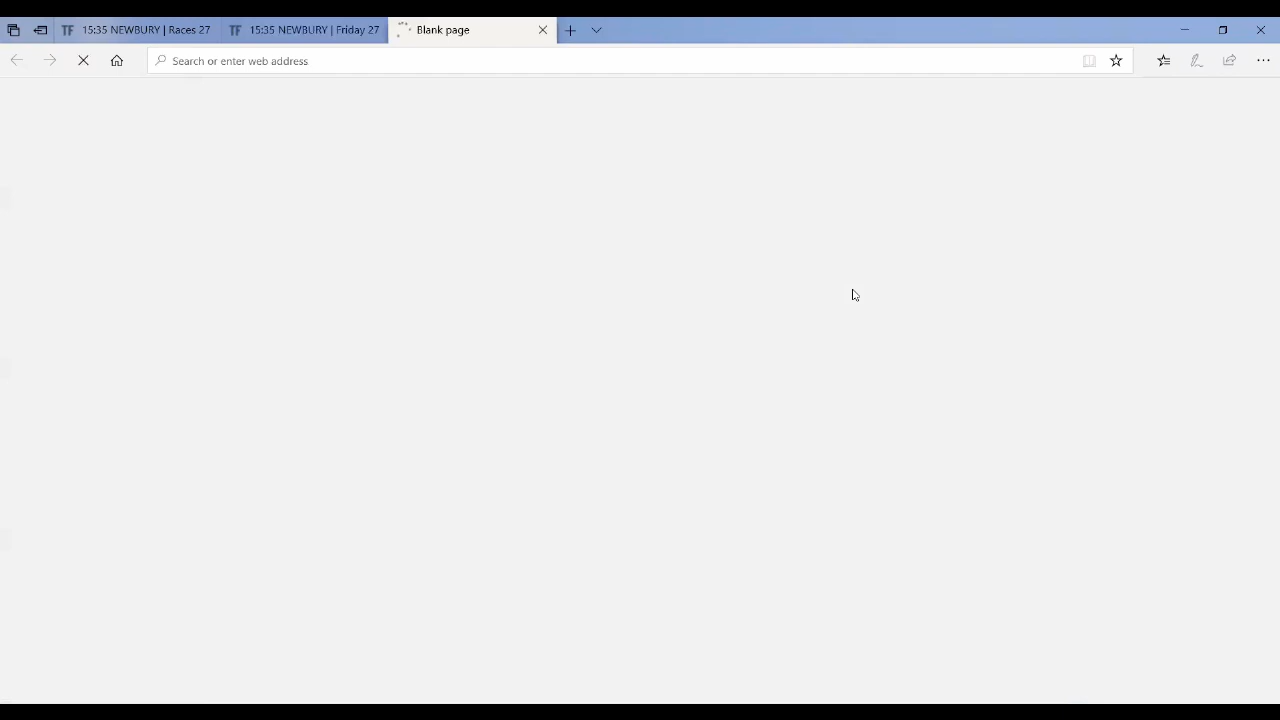 TF 15:35 NEWBURY | Races 27
TF 15:35 NEWBURY | Friday 27
Blank page
Search or enter web address